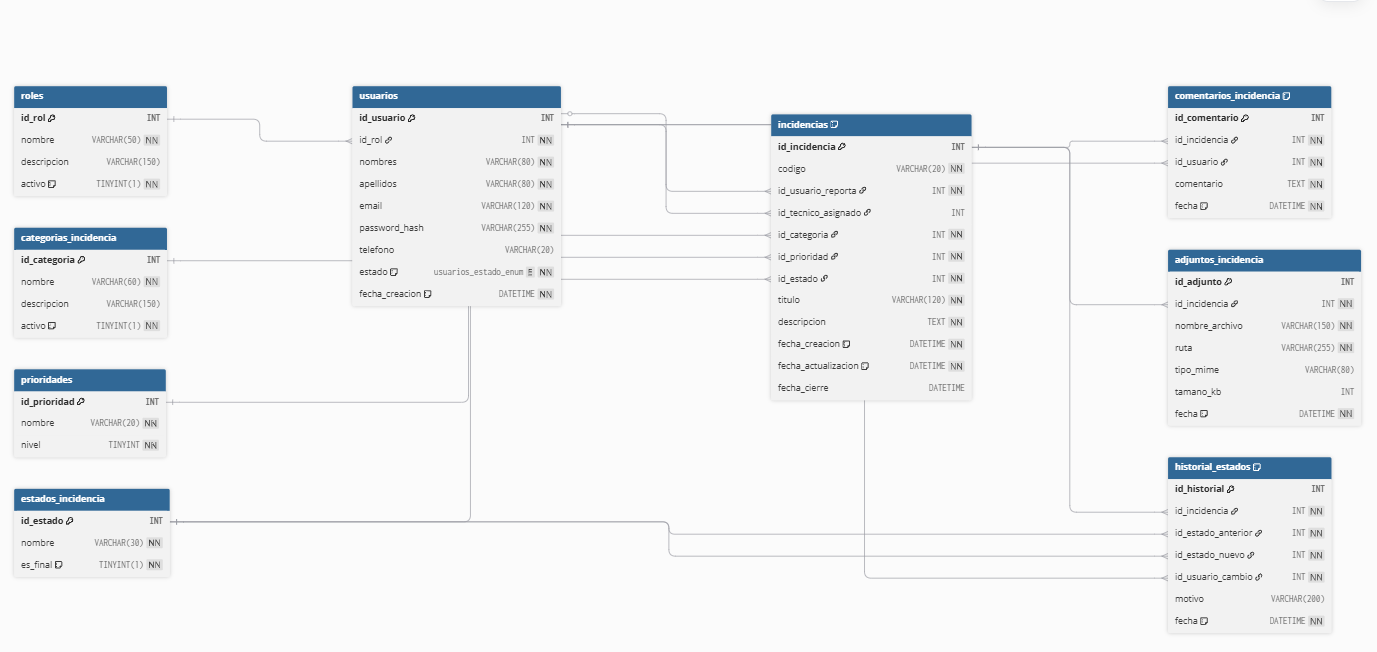 roles
id_rol INT
nombre VARCHAR(50) NN
descripcion VARCHAR(150)
activo TINYINT(1) NN
categorias_incidencia
id_categoria INT
nombre VARCHAR(60) NN
descripcion VARCHAR(150)
activo TINYINT(1) NN
prioridades
id_prioridad INT
nombre VARCHAR(20) NN
nivel TINYINT NN
estados_incidencia
id_estado INT
nombre VARCHAR(30) NN
es_final TINYINT(1) NN
usuarios
id_usuario INT
id_rol INT NN
nombres VARCHAR(80) NN
apellidos VARCHAR(80) NN
email VARCHAR(120) NN
password_hash VARCHAR(255) NN
telefono VARCHAR(20)
estado usuarios_estado_enum E NN
fecha_creacion DATETIME NN
incidencias
id_incidencia INT
codigo VARCHAR(20) NN
id_usuario_reporta INT NN
id_tecnico_asignado INT
id_categoria INT NN
id_prioridad INT NN
id_estado INT NN
titulo VARCHAR(120) NN
descripcion TEXT NN
fecha_creacion DATETIME NN
fecha_actualizacion DATETIME NN
fecha_cierre DATETIME
comentarios_incidencia
id_comentario INT
id_incidencia INT NN
id_usuario INT NN
comentario TEXT NN
fecha DATETIME NN
adjuntos_incidencia
id_adjunto INT
id_incidencia INT NN
nombre_archivo VARCHAR(150) NN
ruta VARCHAR(255) NN
tipo_mime VARCHAR(80)
tamano_kb INT
fecha DATETIME NN
historial_estados
id_historial INT
id_incidencia INT NN
id_estado_anterior INT NN
id_estado_nuevo INT NN
id_usuario_cambio INT NN
motivo VARCHAR(200)
fecha DATETIME NN